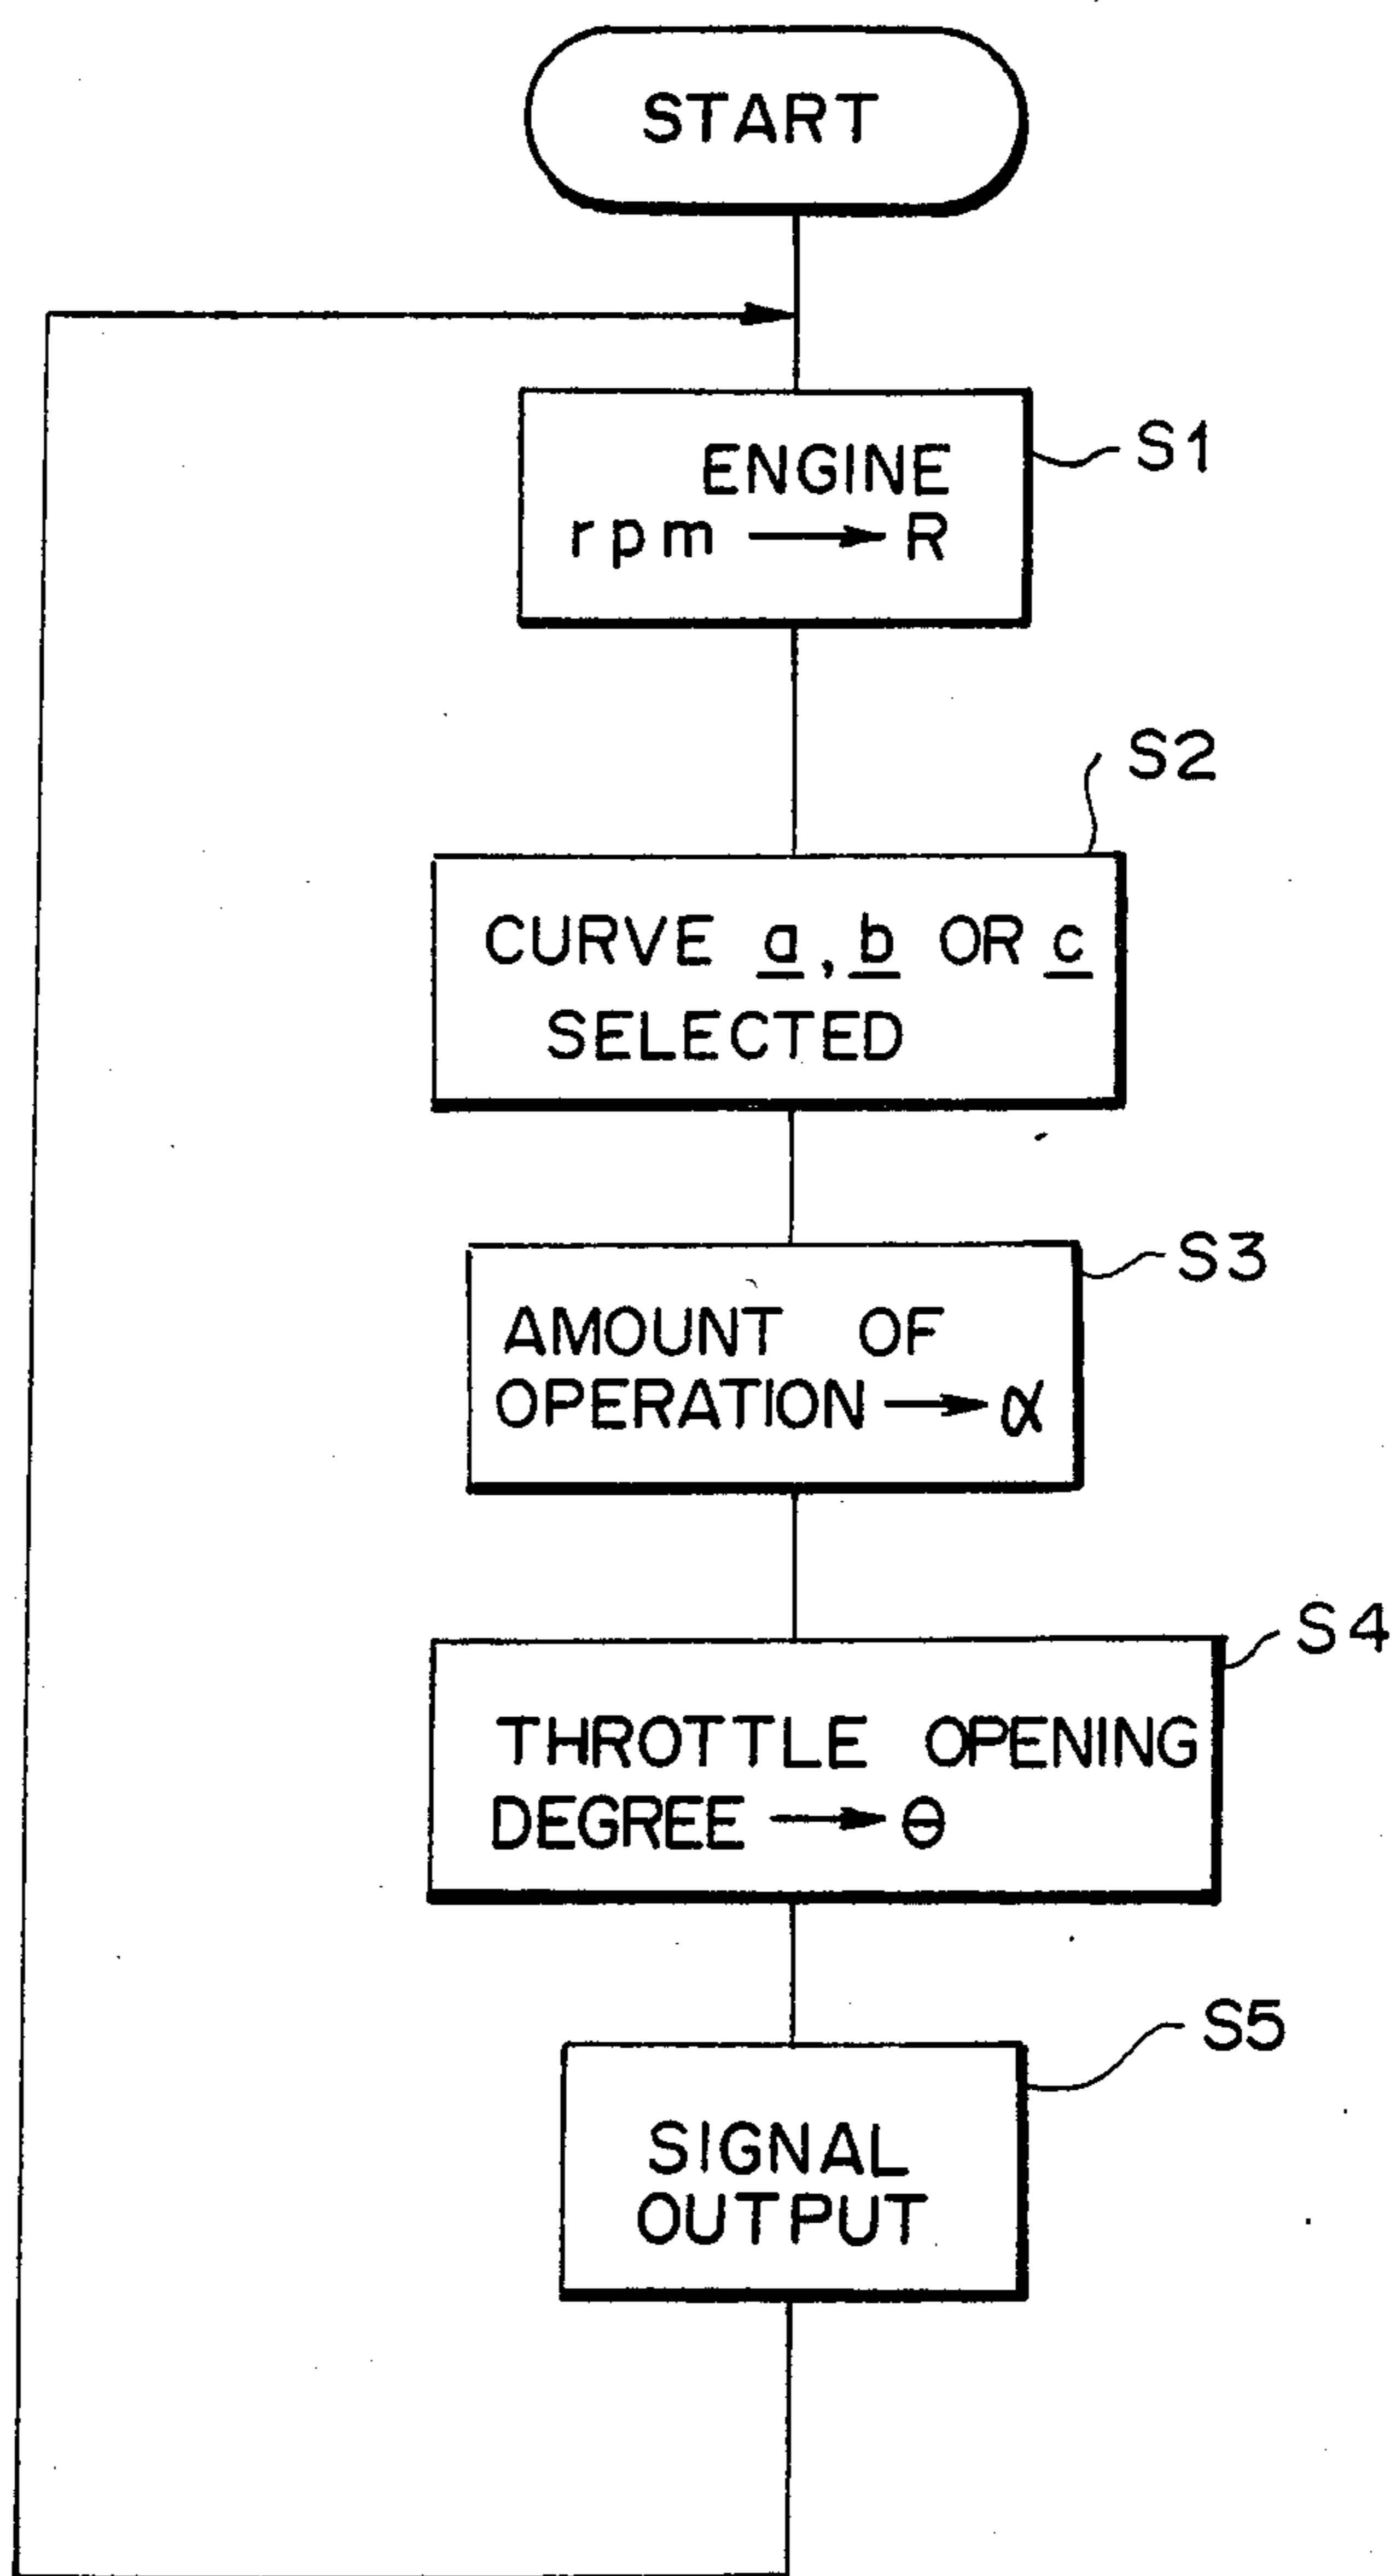 START
ENGINE
rpm → R
S1
S2
CURVE a, b OR c
SELECTED
S3
AMOUNT OF
OPERATION → α
S4
THROTTLE OPENING
DEGREE → θ
S5
SIGNAL
OUTPUT